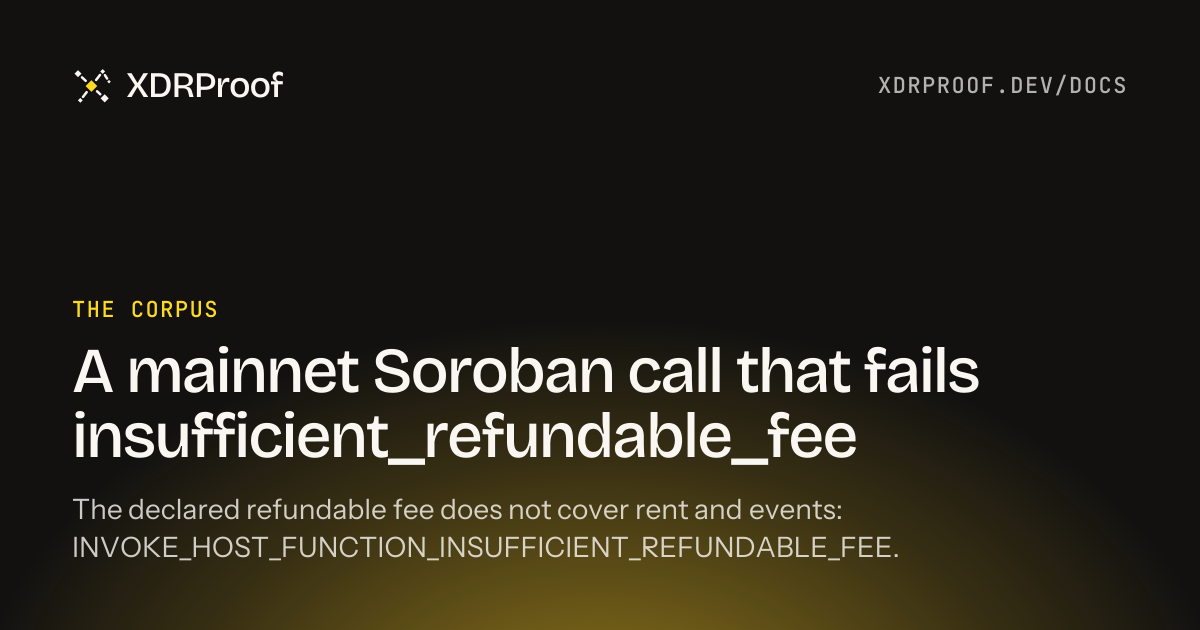 XDRProof
XDRPROOF.DEV/DOCS
THE CORPUS
A mainnet Soroban call that fails
insufficient_refundable_fee
The declared refundable fee does not cover rent and events:
INVOKE_HOST_FUNCTION_INSUFFICIENT_REFUNDABLE_FEE.